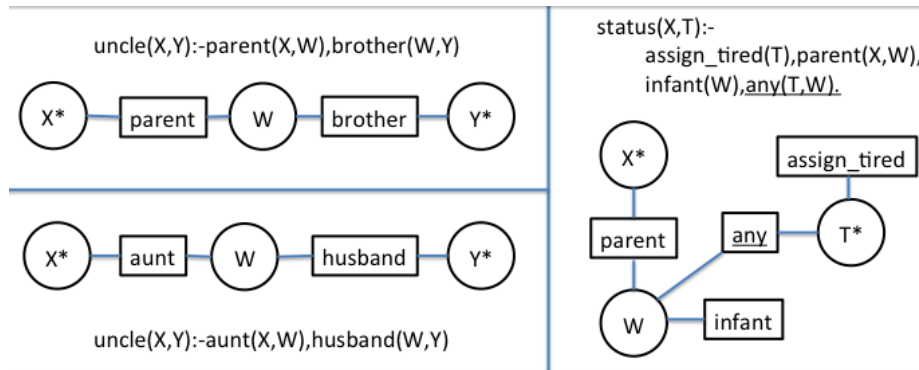 uncle(X,Y):-parent(X,W),brother(W,Y)
X* parent W brother Y*
X* aunt W husband Y*
uncle(X,Y):-aunt(X,W),husband(W,Y)
status(X,T):-
assign_tired(T),parent(X,W),
infant(W),any(T,W).
X*
assign_tired
parent
any
T*
W
infant